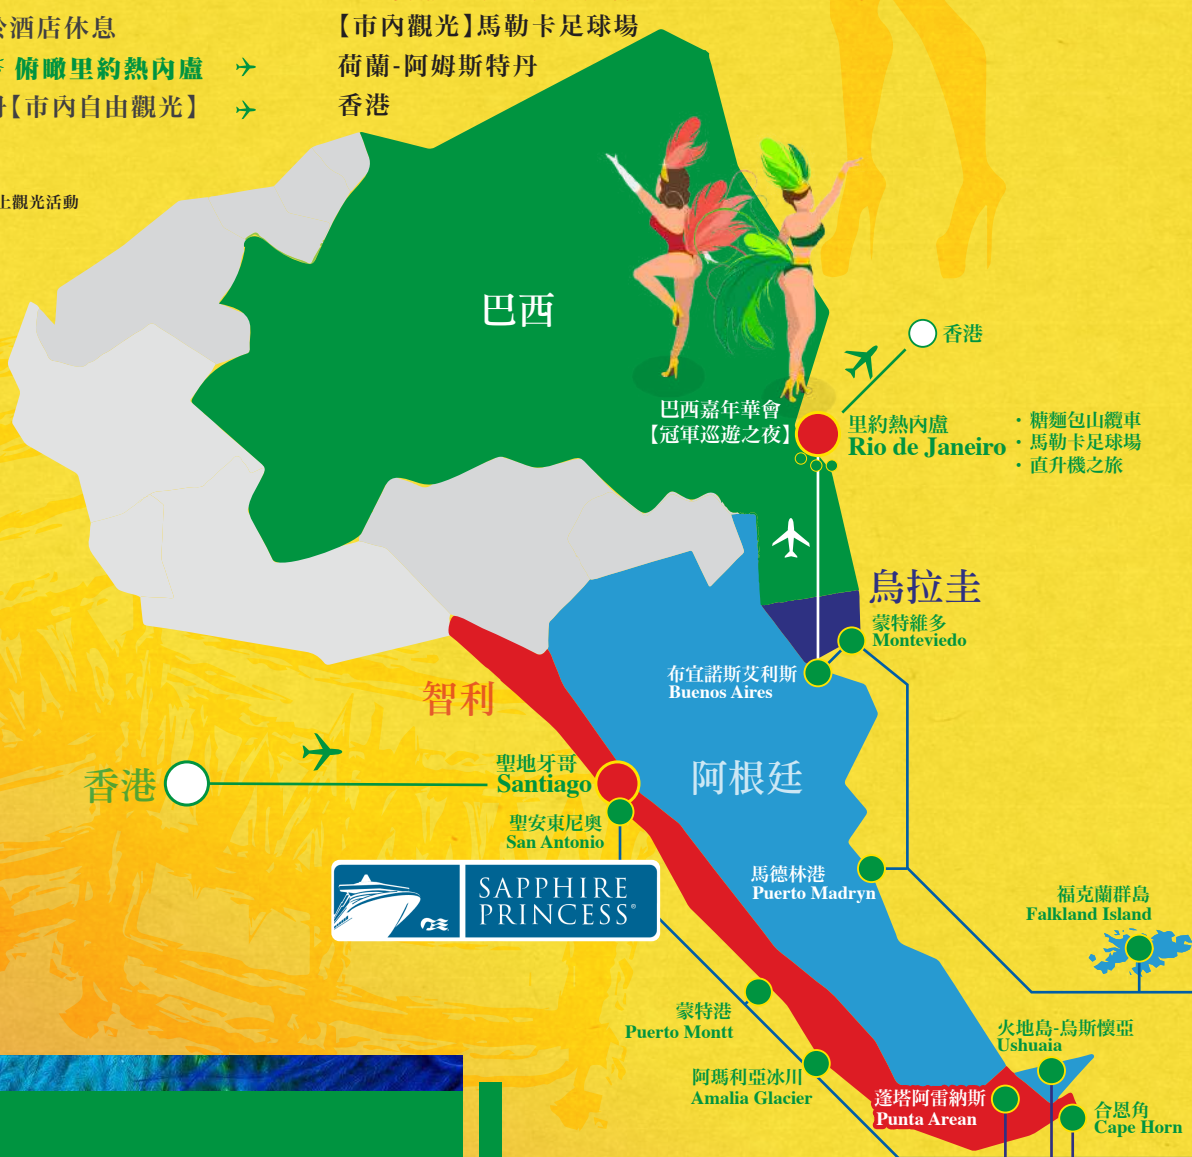 於酒店休息
俯瞰里約熱內盧
【市內自由觀光】
上觀光活動
【市內觀光】馬勒卡足球場
荷蘭-阿姆斯特丹
香港
巴西
香港
巴西嘉年華會
【冠軍巡遊之夜】
里約熱內盧
Rio de Janeiro
・糖麵包山纜車
・馬勒卡足球場
・直升機之旅
烏拉圭
蒙特維多
Monteviedo
布宜諾斯艾利斯
Buenos Aires
智利
香港
聖地牙哥
Santiago
阿根廷
聖安東尼奧
San Antonio
SAPPHIRE
PRINCESS®
馬德林港
Puerto Madryn
福克蘭群島
Falkland Island
蒙特港
Puerto Montt
火地島-烏斯懷亞
Ushuaia
阿瑪利亞冰川
Amalia Glacier
蓬塔阿雷納斯
Punta Arean
合恩角
Cape Horn